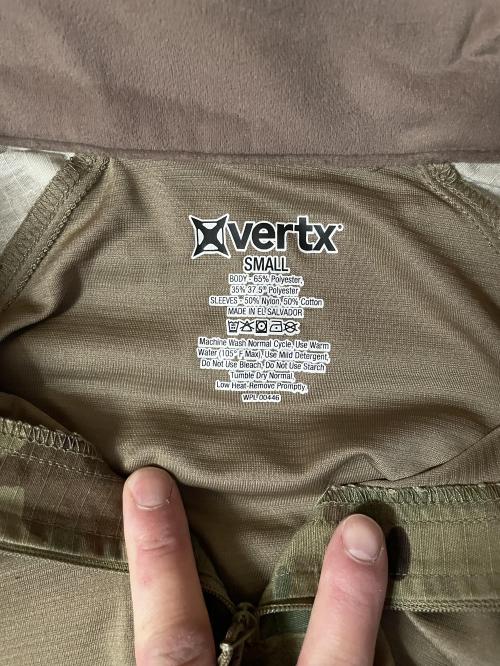 vertx®
SMALL
BODY - 65% Polyester,
35% 37.5® Polyester
SLEEVES - 50% Nylon, 50% Cotton
MADE IN EL SALVADOR
Machine Wash Normal Cycle, Use Warm
Water (105° F Max), Use Mild Detergent,
Do Not Use Bleach, Do Not Use Starch
Tumble Dry Normal,
Low Heat-Remove Promptly
WPL 00446